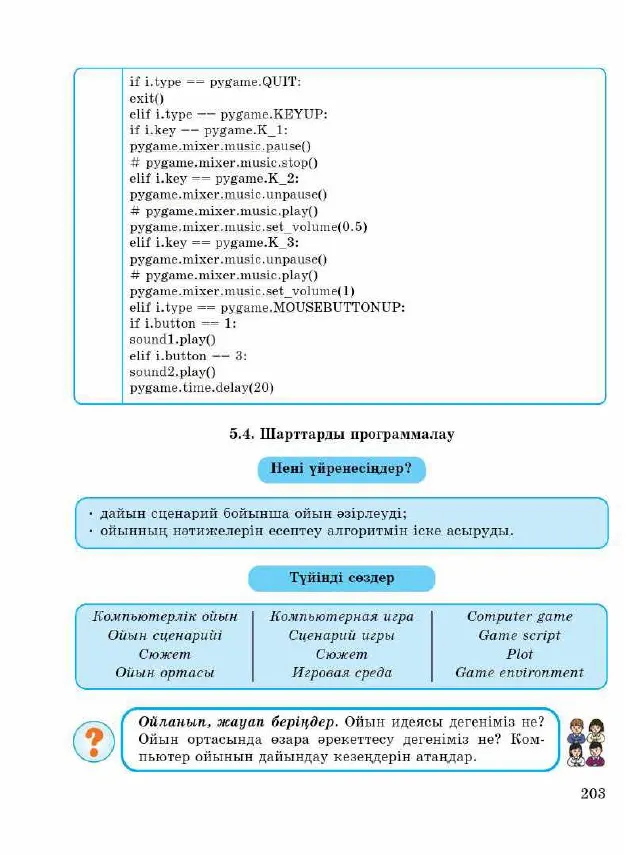 if i.type == pygame.QUIT:
exit()
elif i.type == pygame.KEYUP:
if i.key == pygame.K_1:
pygame.mixer.music.pause()
# pygame.mixer.music.stop()
elif i.key == pygame.K_2:
pygame.mixer.music.unpause()
# pygame.mixer.music.play()
pygame.mixer.music.set_volume(0.5)
elif i.key == pygame.K_3:
pygame.mixer.music.unpause()
# pygame.mixer.music.play()
pygame.mixer.music.set_volume(1)
elif i.type == pygame.MOUSEBUTTONUP:
if i.button == 1:
sound1.play()
elif i.button == 3:
sound2.play()
pygame.time.delay(20)
5.4. Шарттарды программалау
Нені үйренесіңдер?
· дайын сценарий бойынша ойын әзірлеуді;
· ойынның нәтижелерін есептеу алгоритмін іске асыруды.
Түйінді сөздер
Компьютерлік ойын Компьютерная игра Computer game
Ойын сценарийі Сценарий игры Game script
Сюжет Сюжет Plot
Ойын ортасы Игровая среда Game environment
Ойланып, жауап беріңдер. Ойын идеясы дегеніміз не?
Ойын ортасында өзара әрекеттесу дегеніміз не? Ком-
пьютер ойынын дайындау кезеңдерін атаңдар.
203